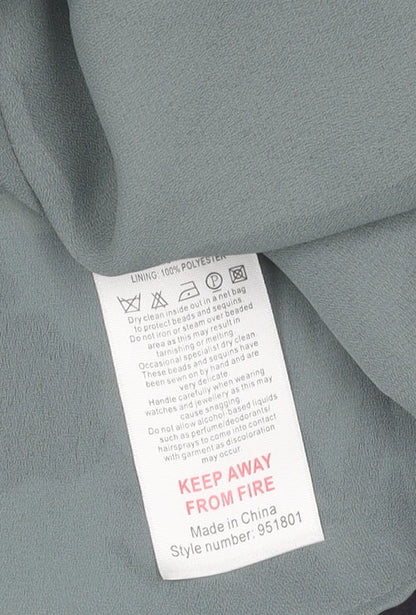 LINING: 100% POLYESTER
Dry clean inside out in a net bag
to protect beads and sequins
Do not iron or steam over beaded
area as this may result in
tarnishing or melting.
Occasional specialist dry clean.
These beads and sequins have
been sewn on by hand and are
very delicate.
Handle carefully when wearing
watches and jewellery as this may
cause snagging.
Do not allow alcohol-based liquids
such as perfume/deodorants/
hairsprays to come into contact
with garment as discolouration
may occur.
KEEP AWAY
FROM FIRE
Made in China
Style number: 951801